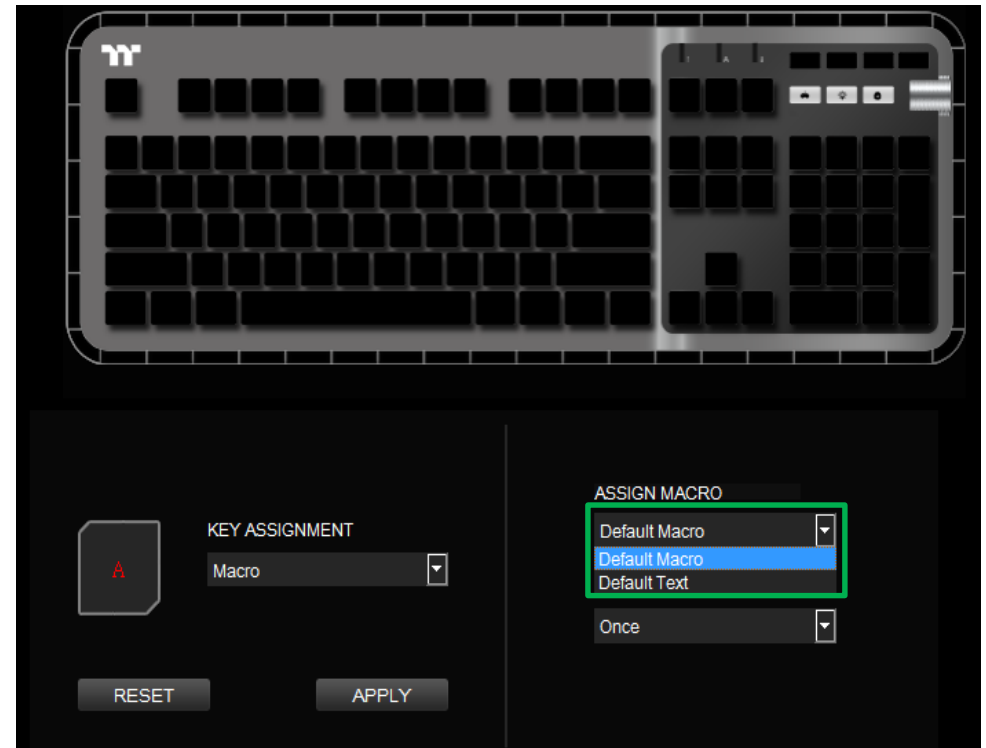 ASSIGN MACRO
Default Macro
Default Macro
Default Text
Once
KEY ASSIGNMENT
Macro
A
RESET
APPLY